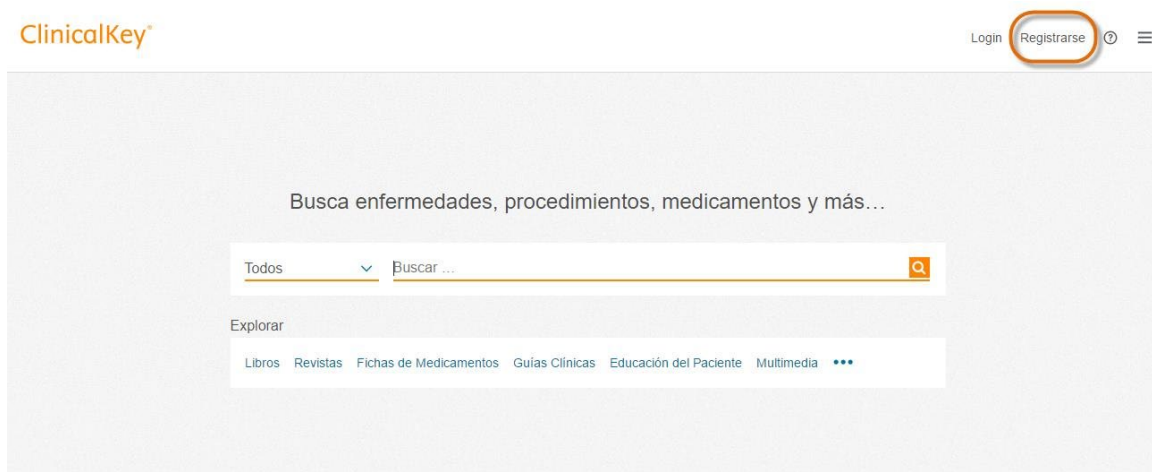 ClinicalKey®
Login Registrarse ?
Busca enfermedades, procedimientos, medicamentos y más…
Todos Buscar ...
Explorar
Libros Revistas Fichas de Medicamentos Guías Clínicas Educación del Paciente Multimedia •••